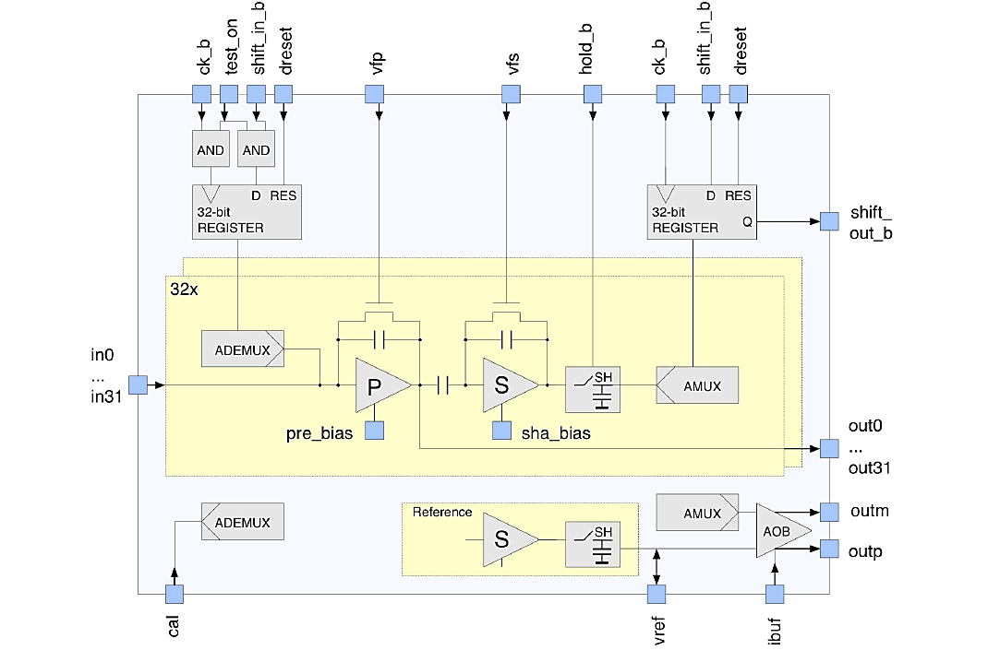 ck_b
test_on
shift_in_b
dreset
vfp
vfs
hold_b
ck_b
shift_in_b
dreset
AND
AND
D RES
32-bit
REGISTER
D RES
32-bit
REGISTER
Q
shift_
out_b
32x
ADEMUX
in0
...
in31
P
S
SH
AMUX
pre_bias
sha_bias
out0
...
out31
ADEMUX
Reference
S
SH
AMUX
AOB
outm
outp
cal
vref
ibuf